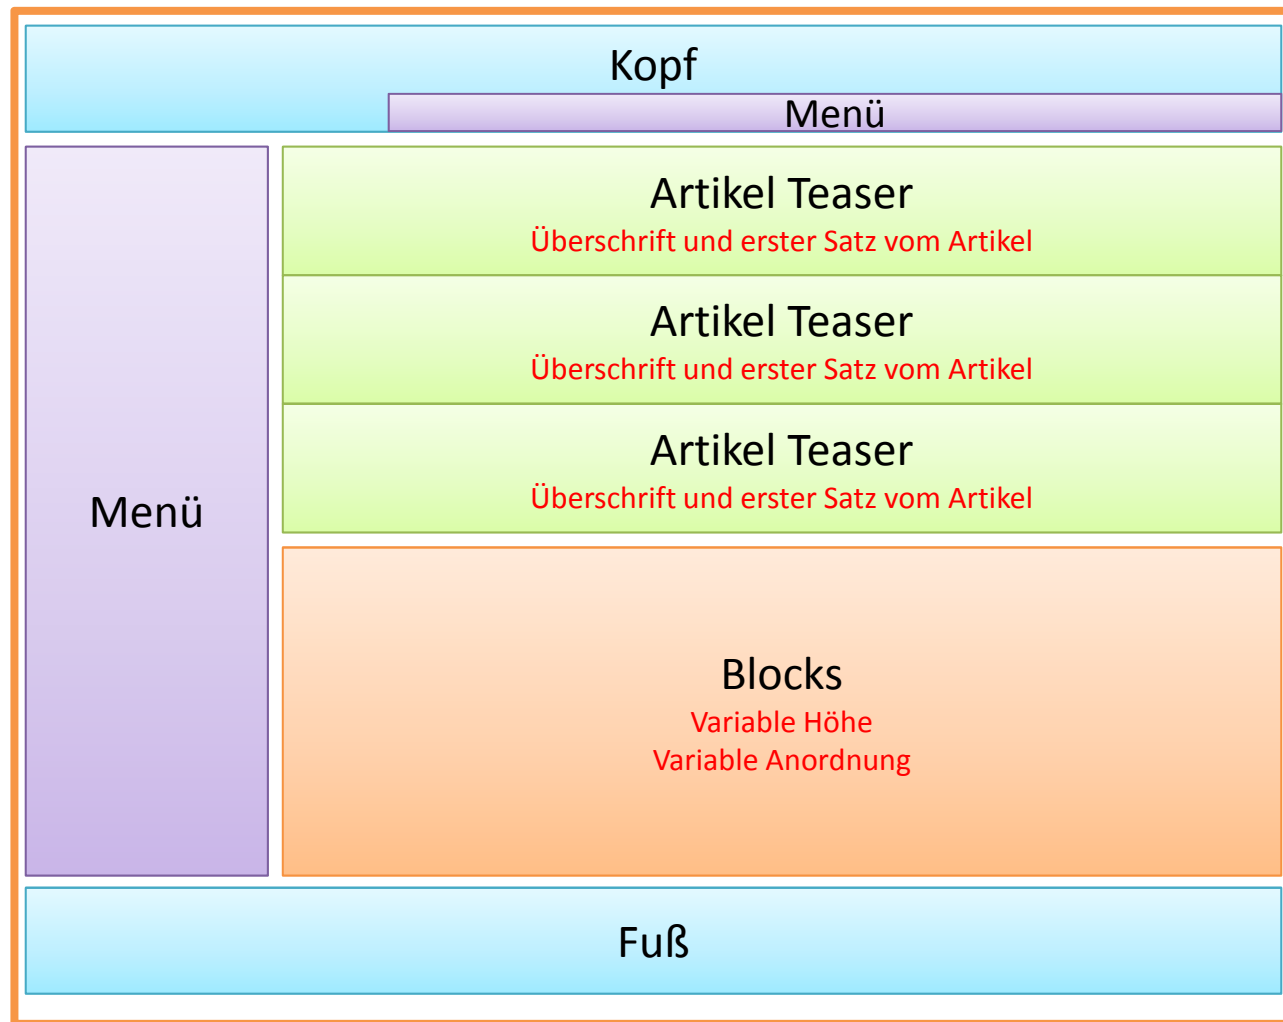 Kopf
Menü
Artikel Teaser
Überschrift und erster Satz vom Artikel
Artikel Teaser
Überschrift und erster Satz vom Artikel
Artikel Teaser
Überschrift und erster Satz vom Artikel
Menü
Blocks
Variable Höhe
Variable Anordnung
Fuß